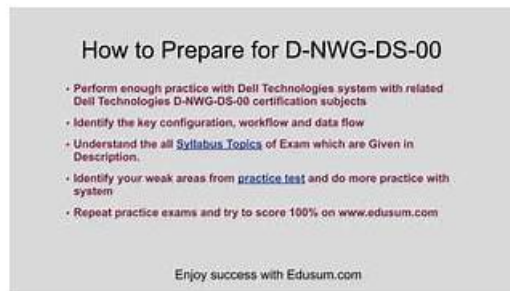 How to Prepare for D-NWG-DS-00
• Perform enough practice with Dell Technologies system with related
Dell Technologies D-NWG-DS-00 certification subjects
• Identify the key configuration, workflow and data flow
• Understand the all Syllabus Topics of Exam which are Given in
Description.
• Identify your weak areas from practice test and do more practice with
system
• Repeat practice exams and try to score 100% on www.edusum.com
Enjoy success with Edusum.com